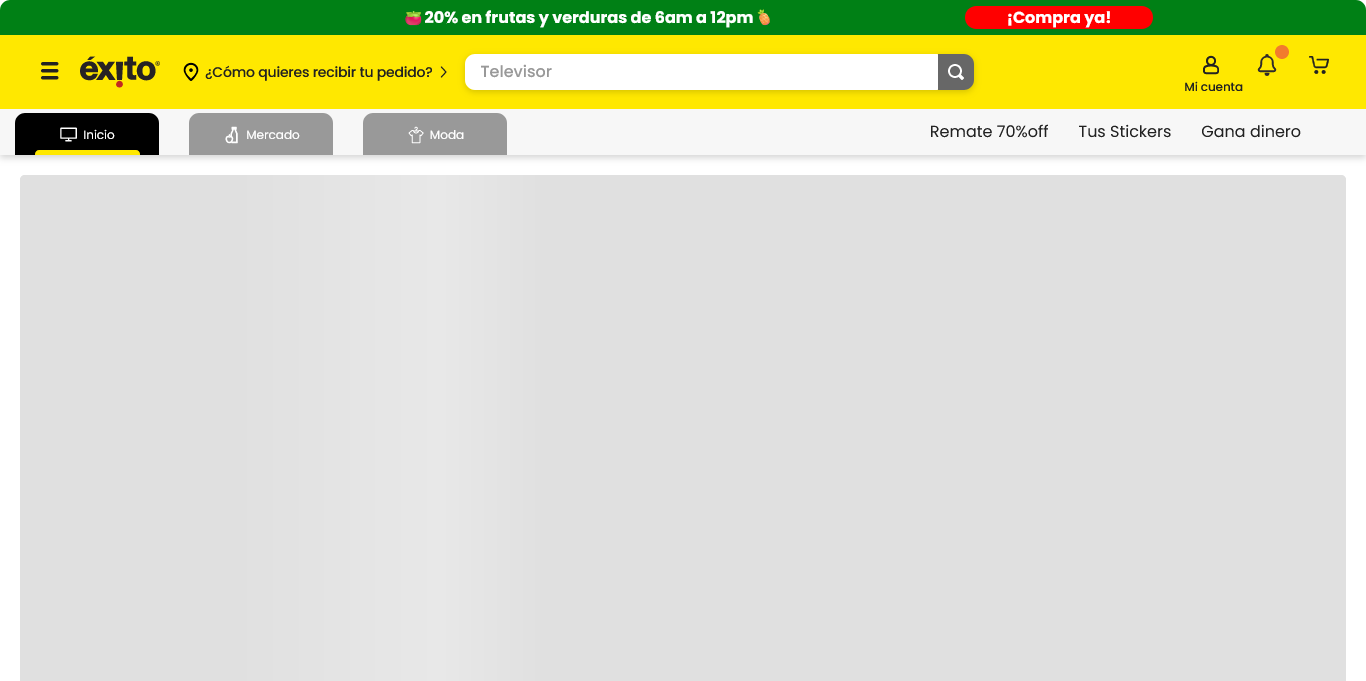 20% en frutas y verduras de 6am a 12pm
¡Compra ya!
éxito®
¿Cómo quieres recibir tu pedido?
Televisor
Mi cuenta
Inicio
Mercado
Moda
Remate 70%off
Tus Stickers
Gana dinero